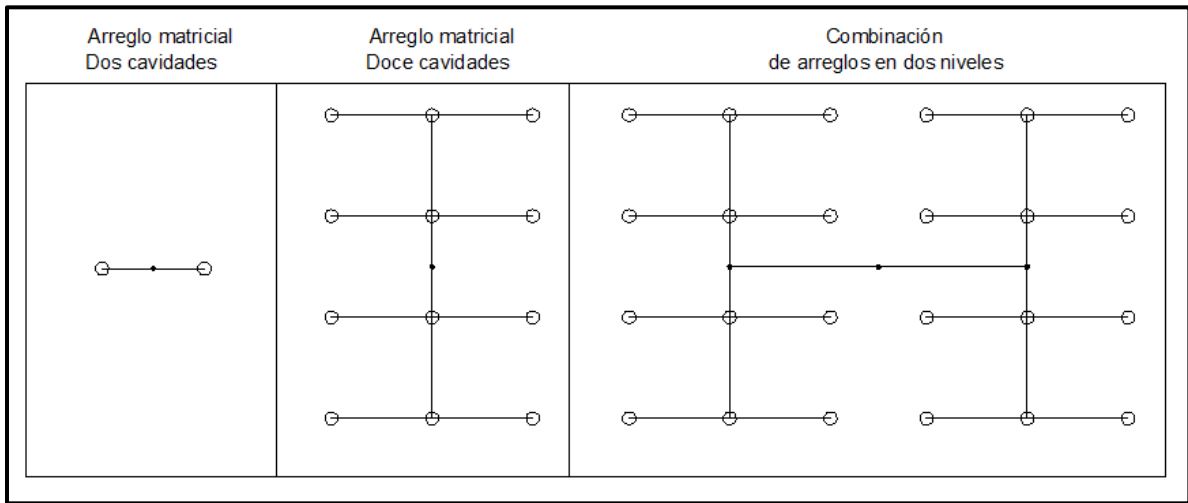 Arreglo matricial
Dos cavidades
Arreglo matricial
Doce cavidades
Combinación
de arreglos en dos niveles